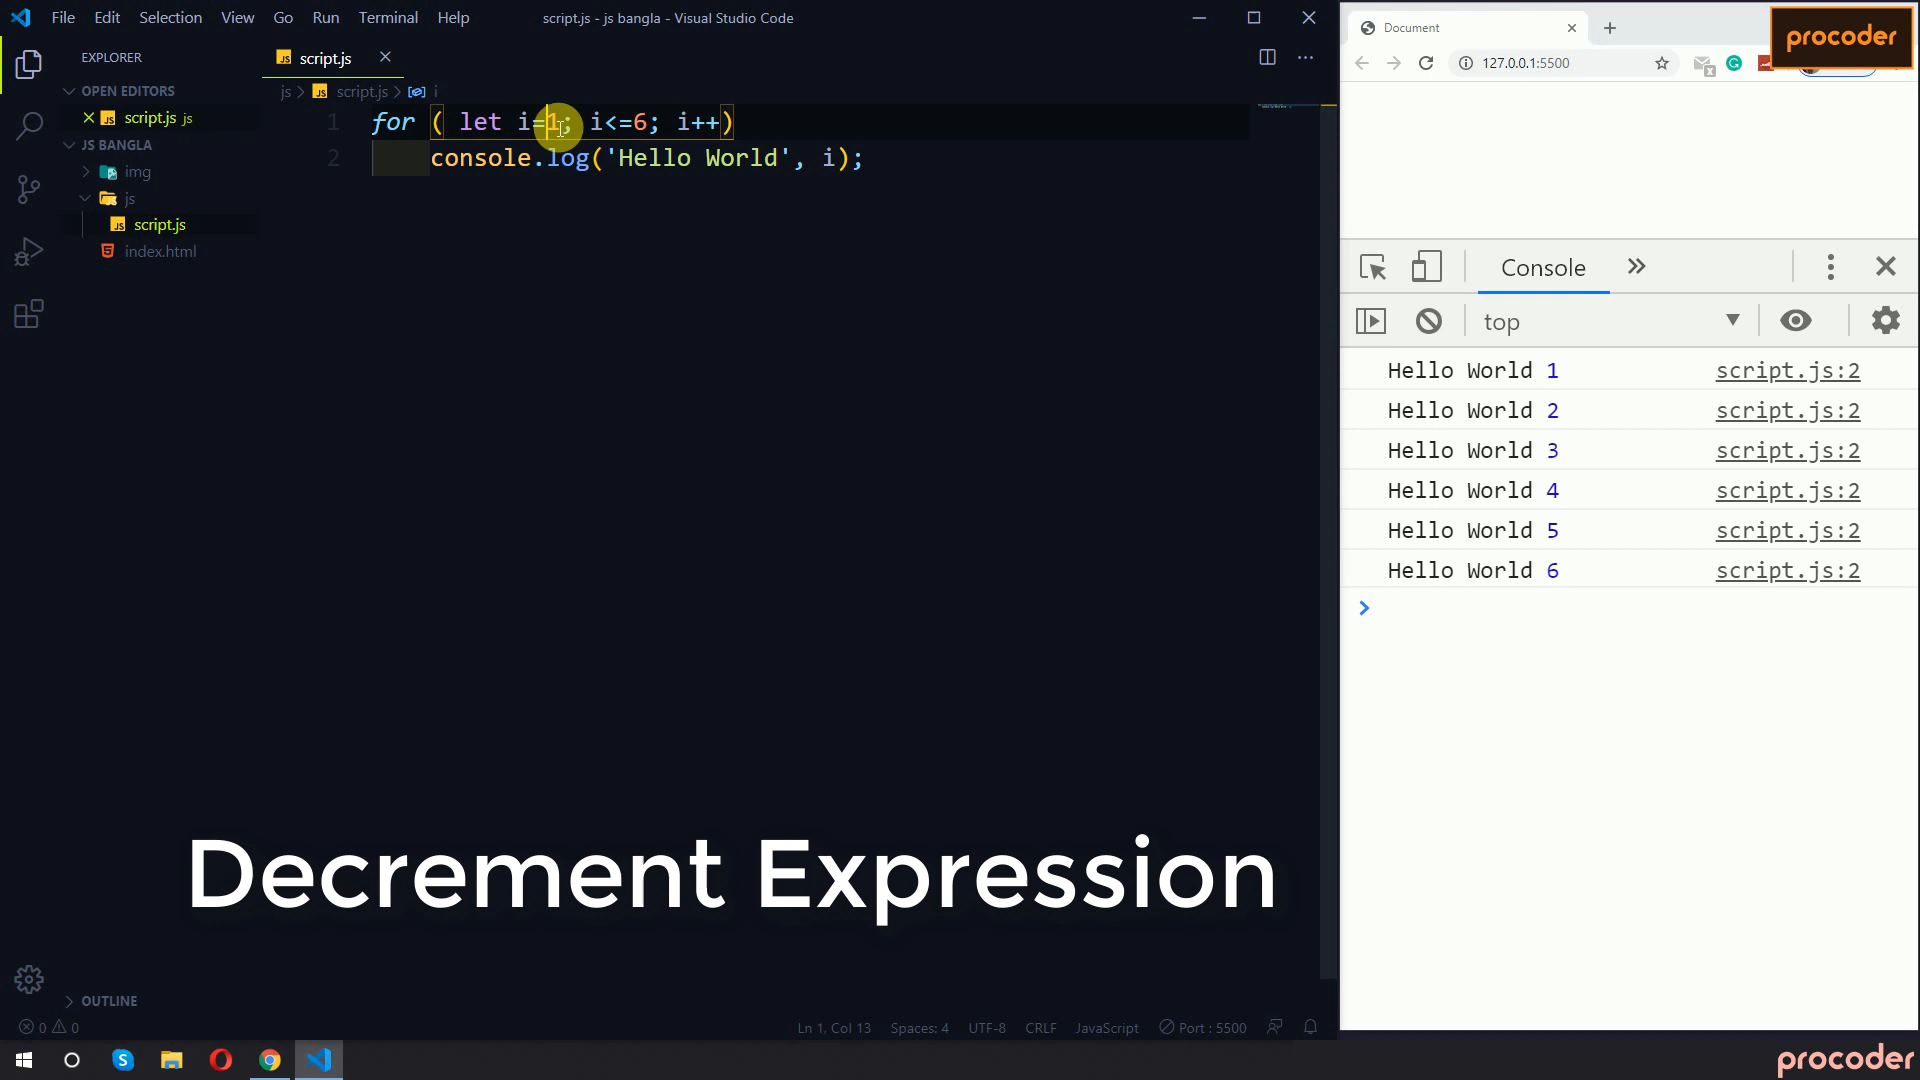 File Edit Selection View Go Run Terminal Help
script.js - js bangla - Visual Studio Code
EXPLORER
OPEN EDITORS
script.js js
JS BANGLA
img
js
script.js
index.html
OUTLINE
script.js
js > script.js > i
1 for ( let i=1; i<=6; i++)
2 console.log('Hello World', i);
Decrement Expression
0 0
Ln 1, Col 13 Spaces: 4 UTF-8 CRLF JavaScript Port : 5500
Document
127.0.0.1:5500
procoder
Console
top
Hello World 1 script.js:2
Hello World 2 script.js:2
Hello World 3 script.js:2
Hello World 4 script.js:2
Hello World 5 script.js:2
Hello World 6 script.js:2
procoder